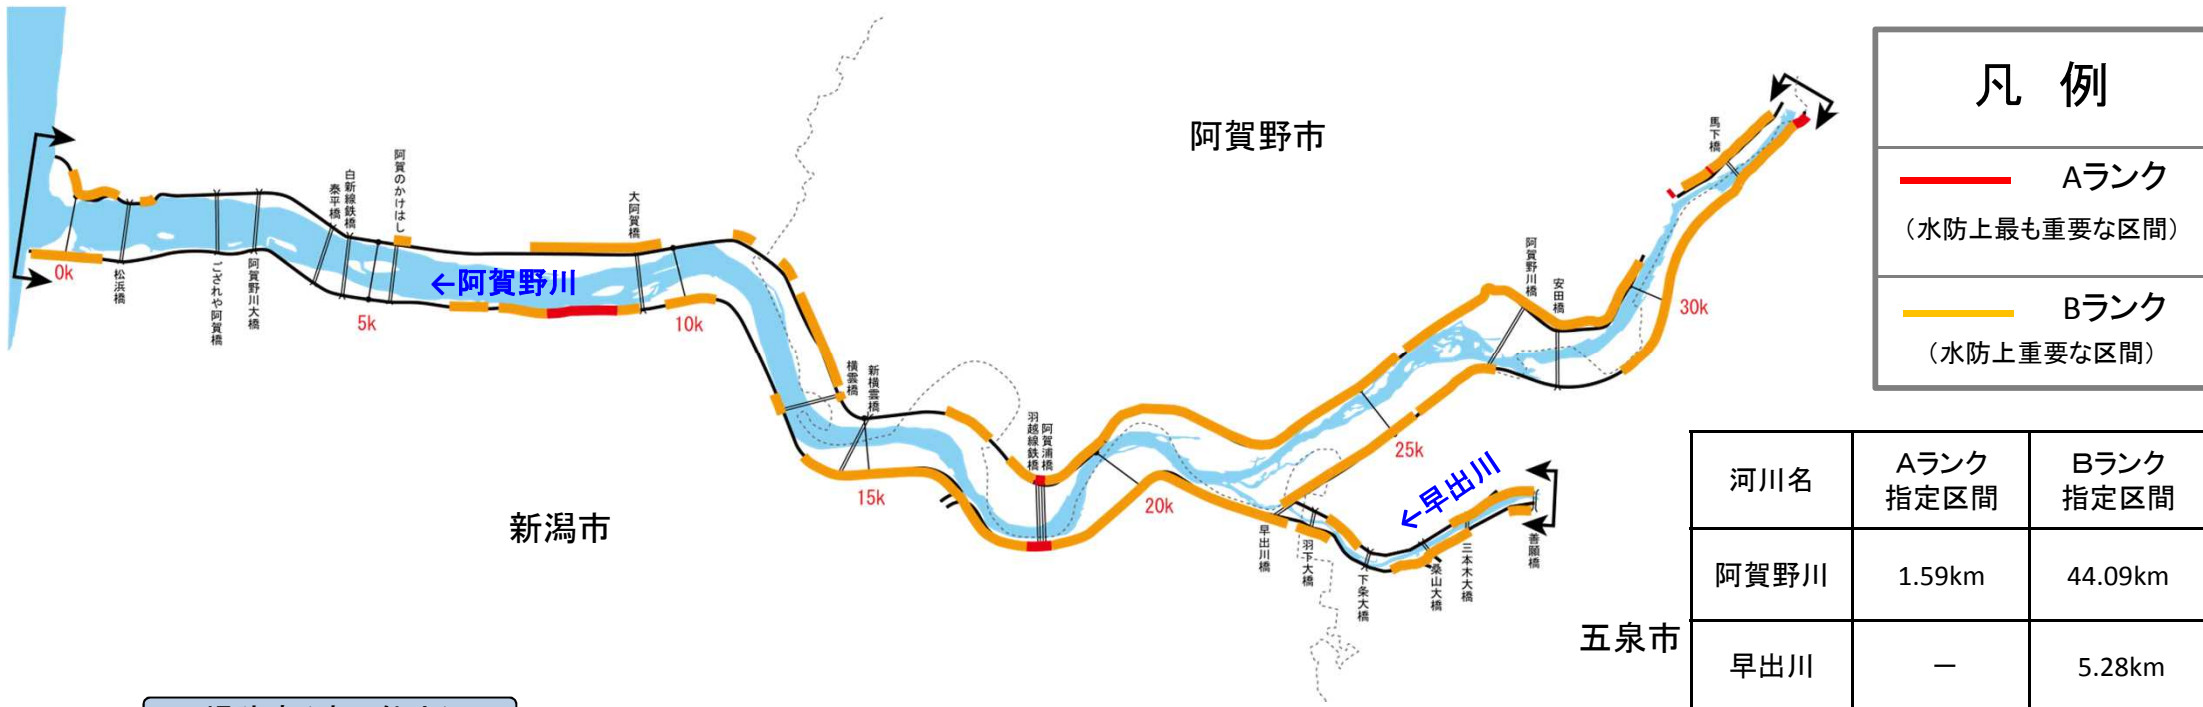 阿賀野市
新潟市
五泉市
←阿賀野川
←早出川
松浜橋
ござれや阿賀橋
阿賀野川大橋
泰平橋
白新線鉄橋
阿賀のかけはし
大阿賀橋
横雲橋
新横雲橋
羽越線鉄橋
阿賀浦橋
早出川橋
羽下大橋
下条大橋
桑山大橋
三本木大橋
善願橋
阿賀野川橋
安田橋
馬下橋
0k
5k
10k
15k
20k
25k
30k
凡 例
Aランク
(水防上最も重要な区間)
Bランク
(水防上重要な区間)
河川名
Aランク
指定区間
Bランク
指定区間
阿賀野川
1.59km
44.09km
早出川
－
5.28km